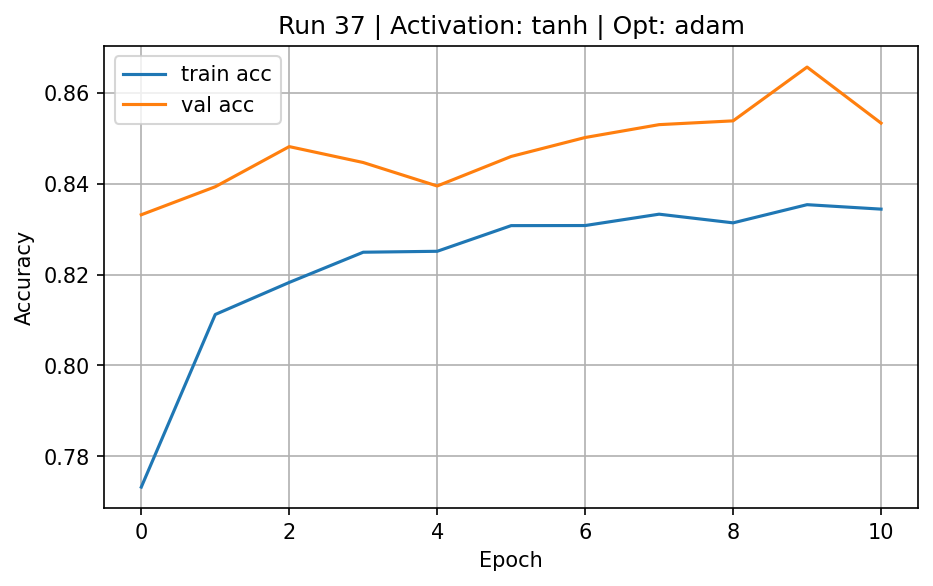 Run 37 | Activation: tanh | Opt: adam
train acc
val acc
0.86
0.84
0.82
0.80
0.78
Accuracy
0 2 4 6 8 10
Epoch